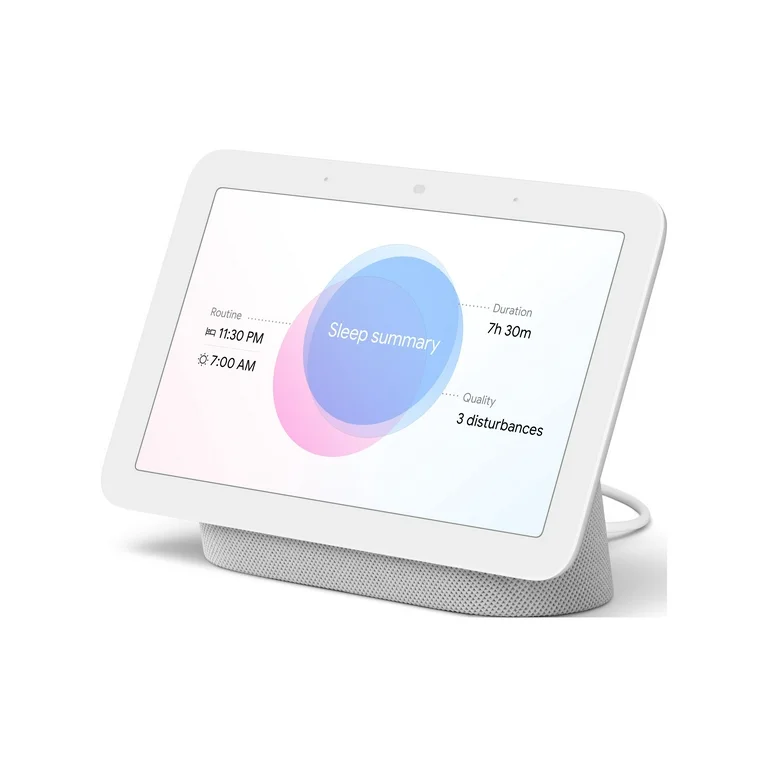 Sleep summary
Routine
11:30 PM
7:00 AM
Duration
7h 30m
Quality
3 disturbances